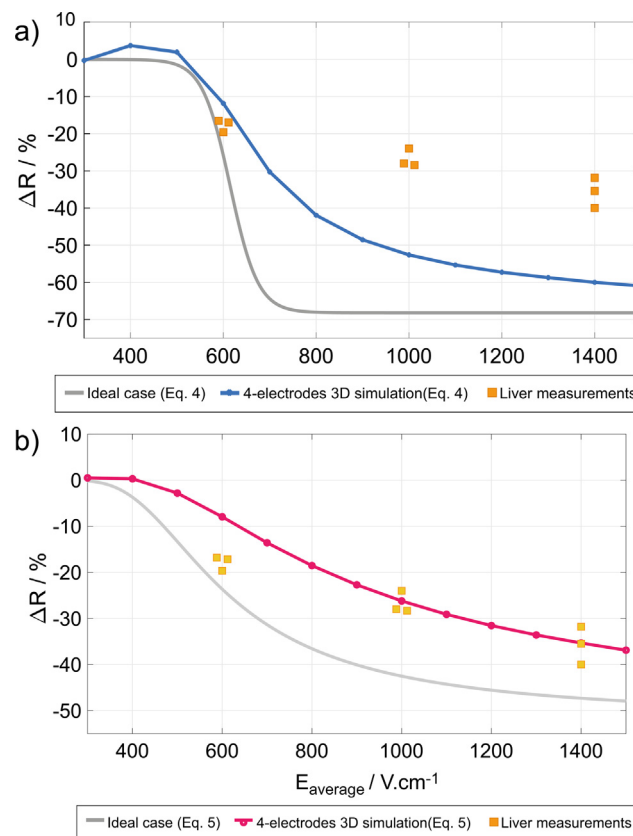 a)
10
0
-10
-20
-30
-40
-50
-60
-70
ΔR / %
400 600 800 1000 1200 1400
Ideal case (Eq. 4) 4-electrodes 3D simulation(Eq. 4) Liver measurements
b)
10
0
-10
-20
-30
-40
-50
ΔR / %
400 600 800 1000 1200 1400
Eaverage / V.cm-1
Ideal case (Eq. 5) 4-electrodes 3D simulation(Eq. 5) Liver measurements